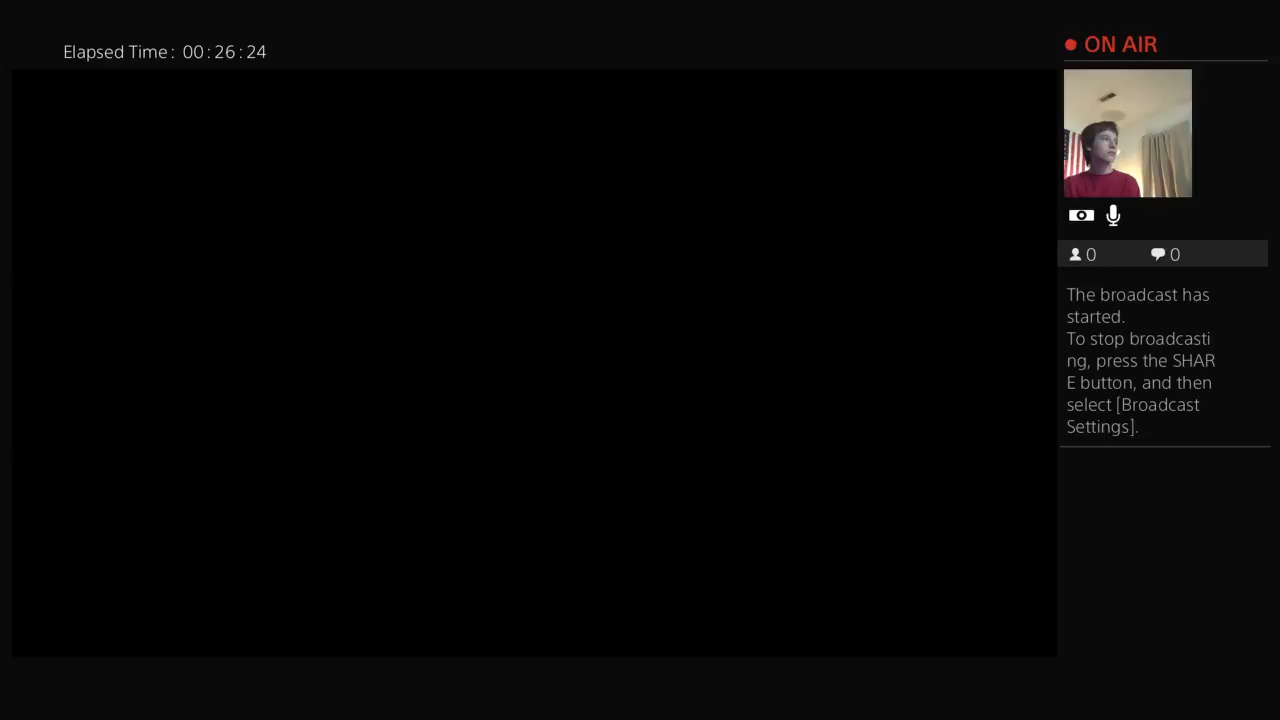 Elapsed Time: 00:26:24
ON AIR
0 0
The broadcast has
started.
To stop broadcasti
ng, press the SHAR
E button, and then
select [Broadcast
Settings].